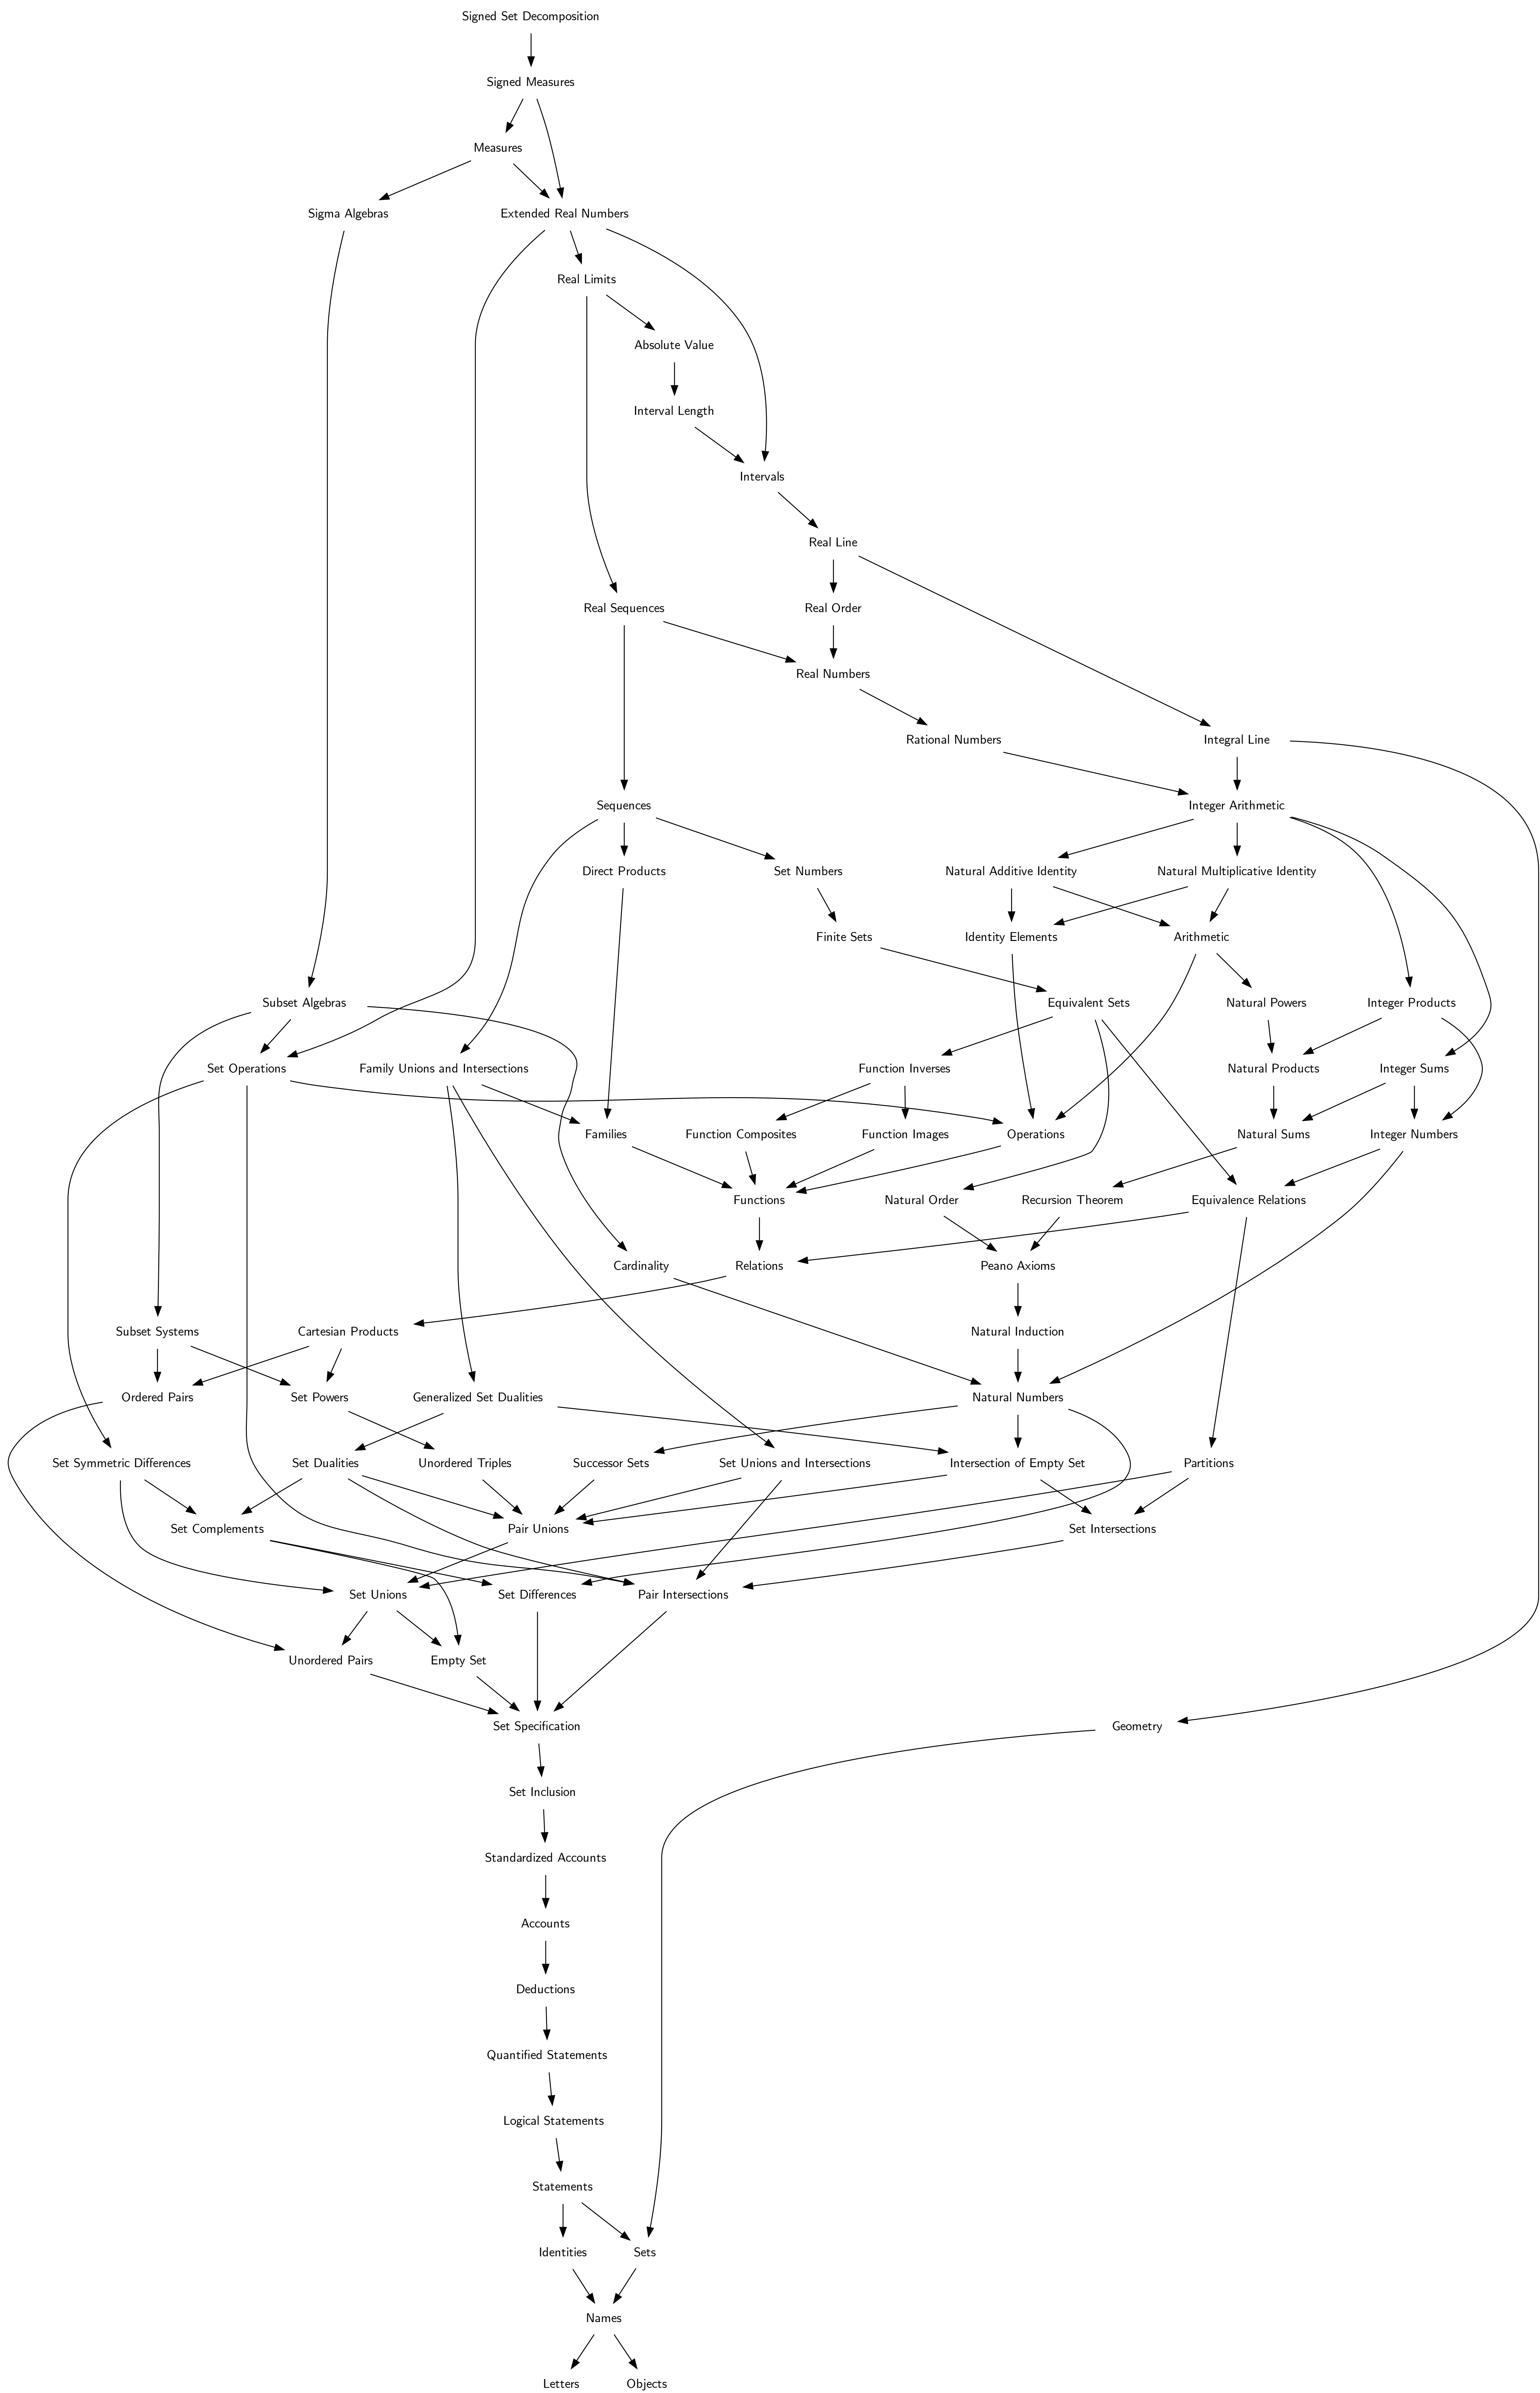 Signed Set Decomposition
Signed Measures
Measures
Sigma Algebras
Extended Real Numbers
Real Limits
Absolute Value
Interval Length
Intervals
Real Line
Real Sequences
Real Order
Real Numbers
Rational Numbers
Integral Line
Sequences
Integer Arithmetic
Direct Products
Set Numbers
Natural Additive Identity
Natural Multiplicative Identity
Finite Sets
Identity Elements
Arithmetic
Subset Algebras
Equivalent Sets
Natural Powers
Integer Products
Set Operations
Family Unions and Intersections
Function Inverses
Natural Products
Integer Sums
Families
Function Composites
Function Images
Operations
Natural Sums
Integer Numbers
Functions
Natural Order
Recursion Theorem
Equivalence Relations
Cardinality
Relations
Peano Axioms
Subset Systems
Cartesian Products
Natural Induction
Ordered Pairs
Set Powers
Generalized Set Dualities
Natural Numbers
Set Symmetric Differences
Set Dualities
Unordered Triples
Successor Sets
Set Unions and Intersections
Intersection of Empty Set
Partitions
Set Complements
Pair Unions
Set Intersections
Set Unions
Set Differences
Pair Intersections
Unordered Pairs
Empty Set
Set Specification
Geometry
Set Inclusion
Standardized Accounts
Accounts
Deductions
Quantified Statements
Logical Statements
Statements
Identities
Sets
Names
Letters
Objects